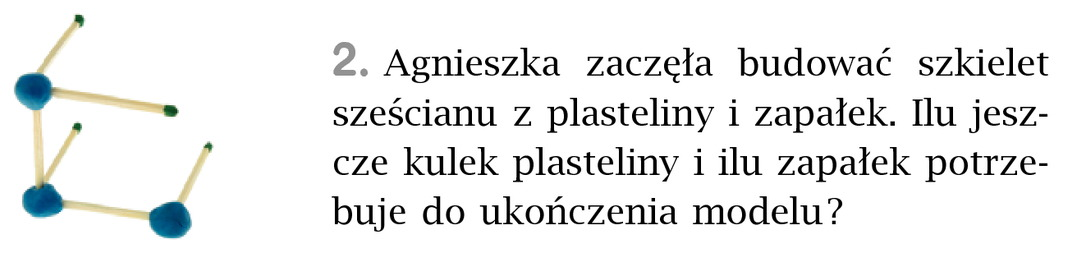 2. Agnieszka zaczęła budować szkielet
sześcianu z plasteliny i zapałek. Ilu jesz-
cze kulek plasteliny i ilu zapałek potrze-
buje do ukończenia modelu?